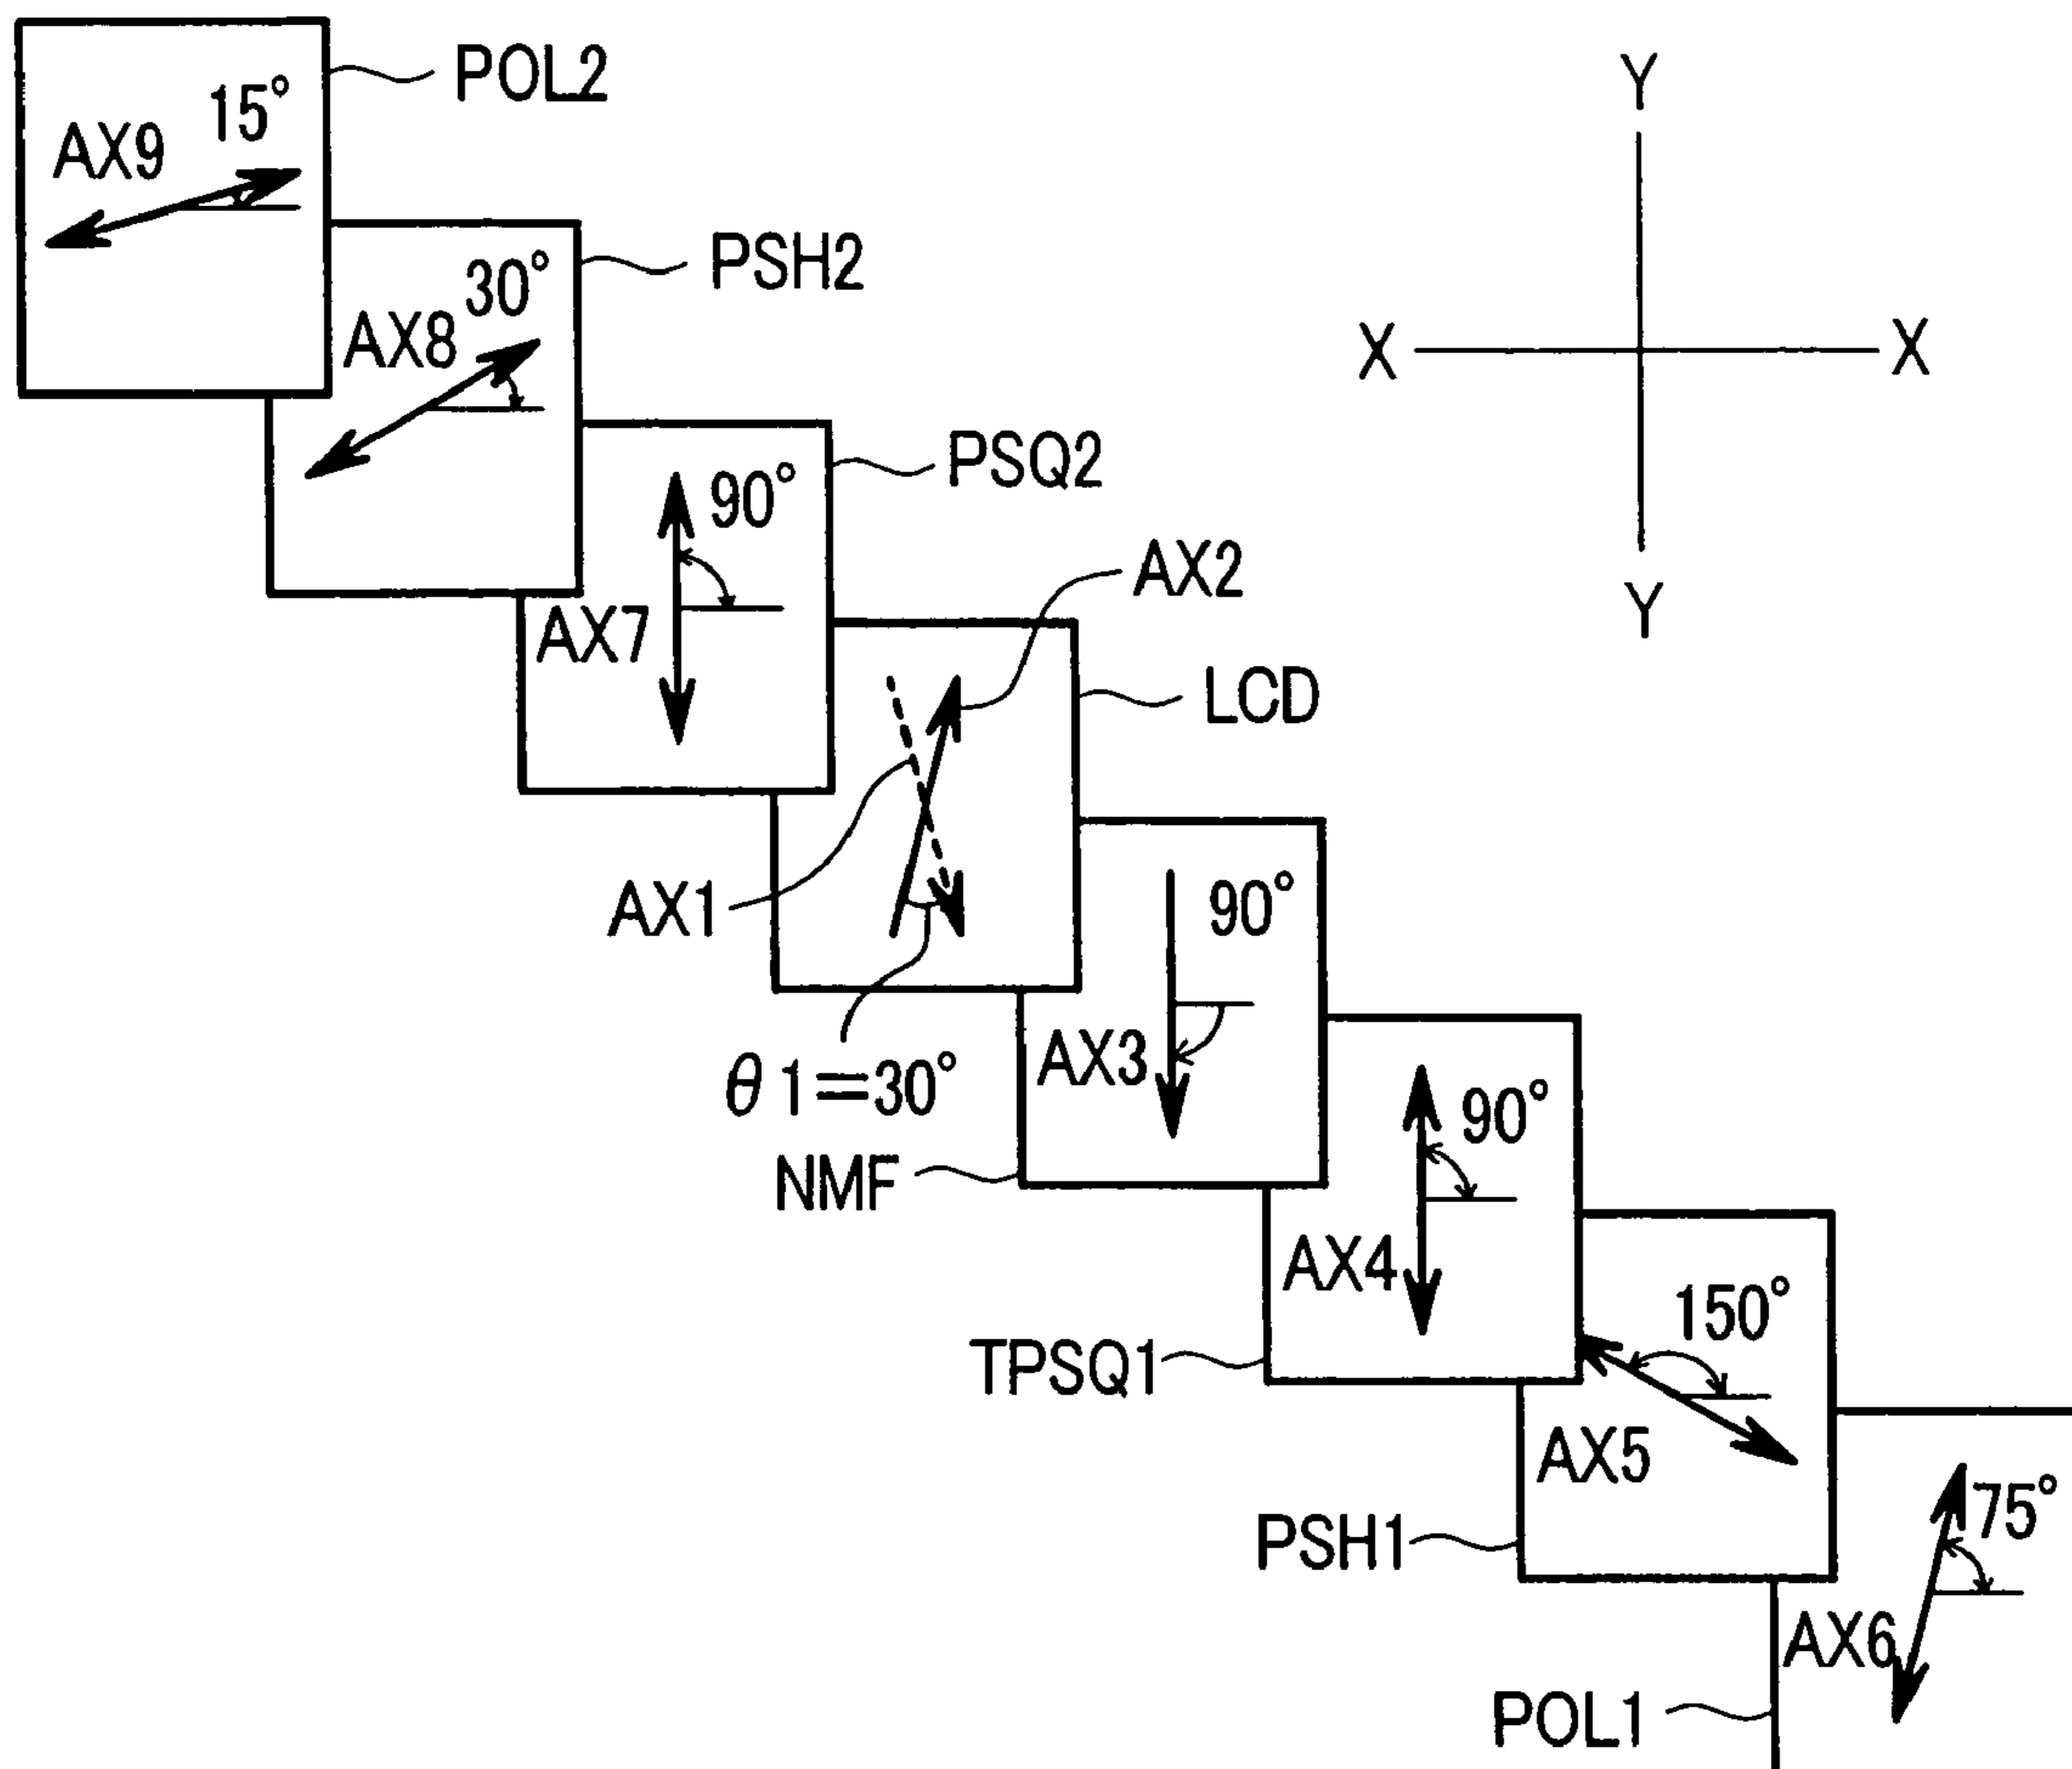 POL2
15°
AX9
Y
PSH2
30°
AX8
X X
PSQ2
90°
AX2
AX7
Y
LCD
AX1
90°
AX3
θ1=30°
90°
NMF
AX4
150°
TPSQ1
AX5
75°
PSH1
AX6
POL1